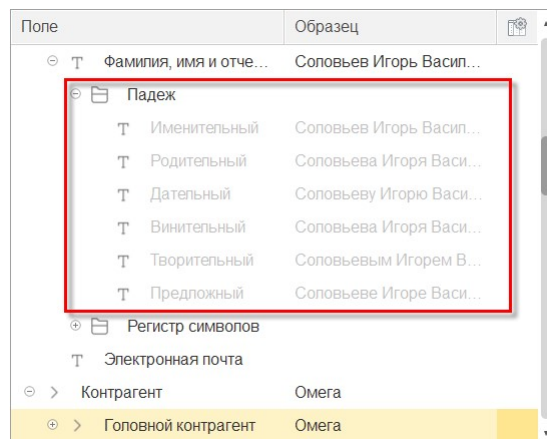 Поле Образец
Фамилия, имя и отче... Соловьев Игорь Васил...
Падеж
Именительный Соловьев Игорь Васил...
Родительный Соловьева Игоря Васи...
Дательный Соловьеву Игорю Васи...
Винительный Соловьева Игоря Васи...
Творительный Соловьевым Игорем В...
Предложный Соловьеве Игоре Васи...
Регистр символов
Электронная почта
Контрагент Омега
Головной контрагент Омега